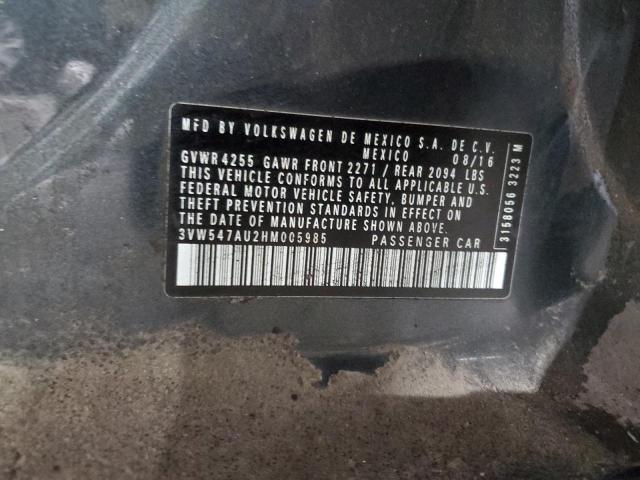 MFD BY VOLKSWAGEN DE MEXICO S.A. DE C.V.
MEXICO 08/16
GVWR 4255 GAWR FRONT 2271 / REAR 2094 LBS
THIS VEHICLE CONFORMS TO ALL APPLICABLE U.S.
FEDERAL MOTOR VEHICLE SAFETY, BUMPER AND
THEFT PREVENTION STANDARDS IN EFFECT ON
THE DATE OF MANUFACTURE SHOWN ABOVE
3VW547AU2HM005985 PASSENGER CAR
3158056 3223 M